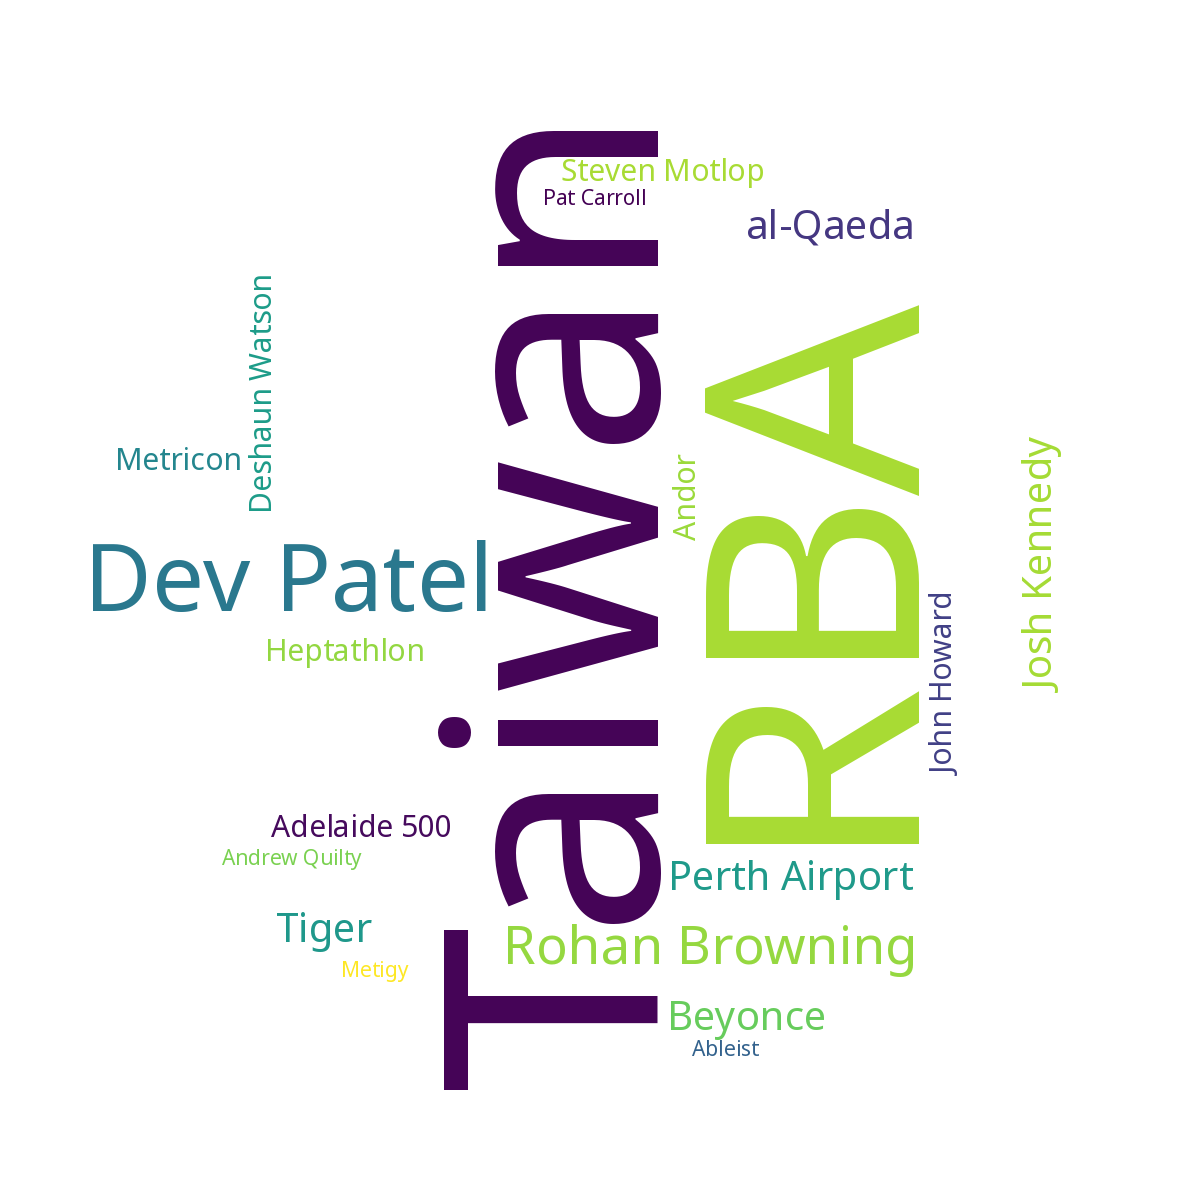 Steven Motlop
Pat Carroll
al-Qaeda
Taiwan
RBA
Deshaun Watson
Metricon
Andor
Josh Kennedy
Dev Patel
Heptathlon
John Howard
Adelaide 500
Andrew Quilty
Perth Airport
Tiger
Rohan Browning
Metigy
Beyonce
Ableist